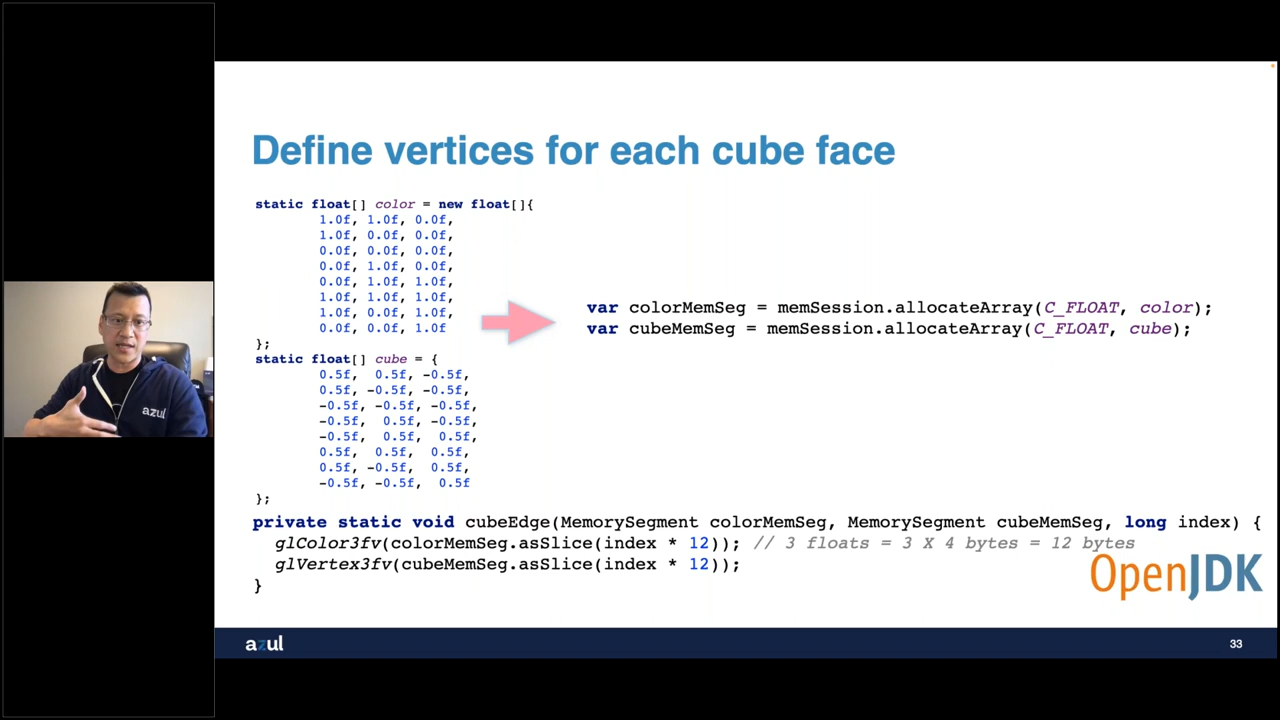 Define vertices for each cube face
static float[] color = new float[]{
1.0f, 1.0f, 0.0f,
1.0f, 0.0f, 0.0f,
0.0f, 0.0f, 0.0f,
0.0f, 1.0f, 0.0f,
0.0f, 1.0f, 1.0f,
1.0f, 1.0f, 1.0f,
1.0f, 0.0f, 1.0f,
0.0f, 0.0f, 1.0f
};
static float[] cube = {
0.5f, 0.5f, -0.5f,
0.5f, -0.5f, -0.5f,
-0.5f, -0.5f, -0.5f,
-0.5f, 0.5f, -0.5f,
-0.5f, 0.5f, 0.5f,
0.5f, 0.5f, 0.5f,
0.5f, -0.5f, 0.5f,
-0.5f, -0.5f, 0.5f
};
var colorMemSeg = memSession.allocateArray(C_FLOAT, color);
var cubeMemSeg = memSession.allocateArray(C_FLOAT, cube);
private static void cubeEdge(MemorySegment colorMemSeg, MemorySegment cubeMemSeg, long index) {
glColor3fv(colorMemSeg.asSlice(index * 12)); // 3 floats = 3 X 4 bytes = 12 bytes
glVertex3fv(cubeMemSeg.asSlice(index * 12));
}
OpenJDK
azul
33
azul